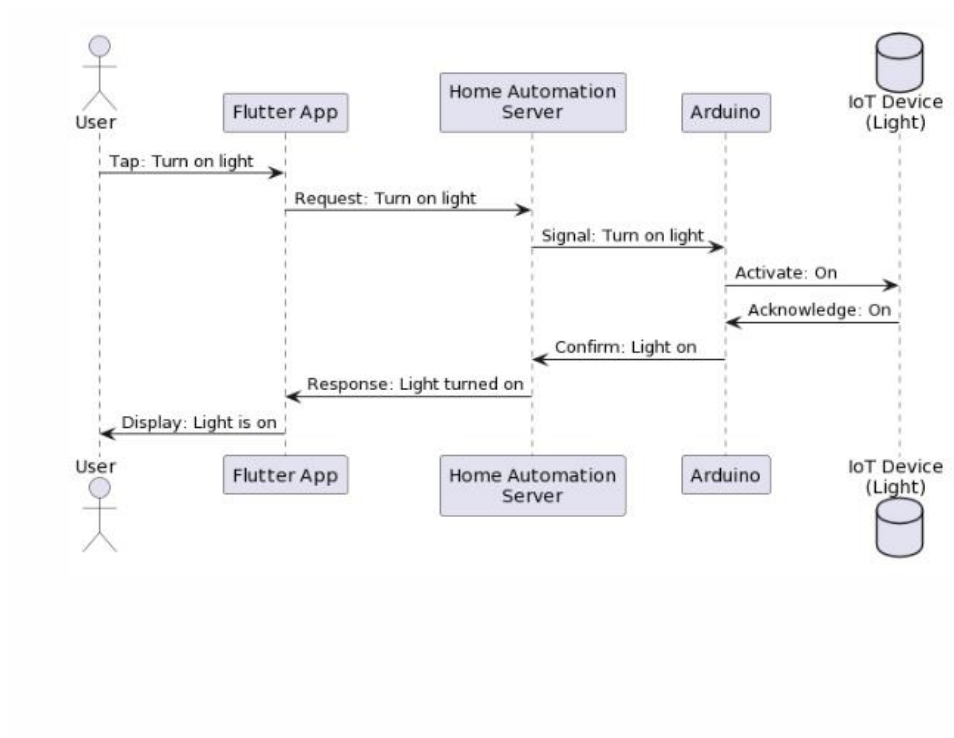 User
Flutter App
Home Automation
Server
Arduino
IoT Device
(Light)
Tap: Turn on light
Request: Turn on light
Signal: Turn on light
Activate: On
Acknowledge: On
Confirm: Light on
Response: Light turned on
Display: Light is on
User
Flutter App
Home Automation
Server
Arduino
IoT Device
(Light)